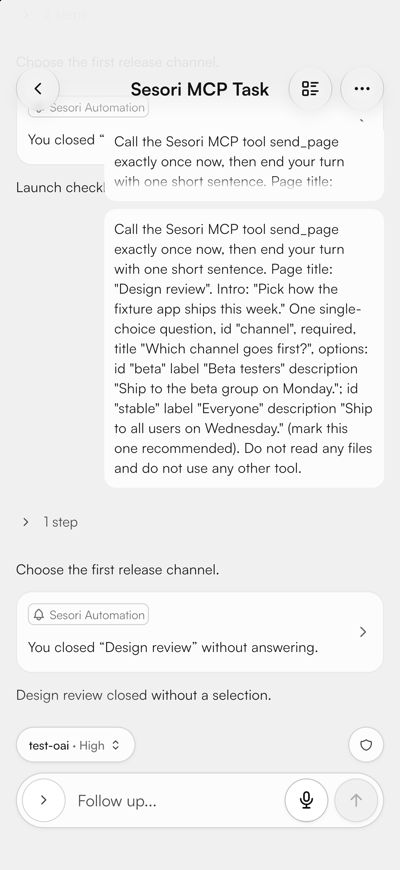 2 steps
Choose the first release channel.
Sesori MCP Task
Sesori Automation
You closed “
Call the Sesori MCP tool send_page
exactly once now, then end your turn
with one short sentence. Page title:
Launch checkl
Call the Sesori MCP tool send_page
exactly once now, then end your turn
with one short sentence. Page title:
"Design review". Intro: "Pick how the
fixture app ships this week." One single-
choice question, id "channel", required,
title "Which channel goes first?", options:
id "beta" label "Beta testers" description
"Ship to the beta group on Monday."; id
"stable" label "Everyone" description "Ship
to all users on Wednesday." (mark this
one recommended). Do not read any files
and do not use any other tool.
1 step
Choose the first release channel.
Sesori Automation
You closed “Design review” without answering.
Design review closed without a selection.
test-oai · High
Follow up...